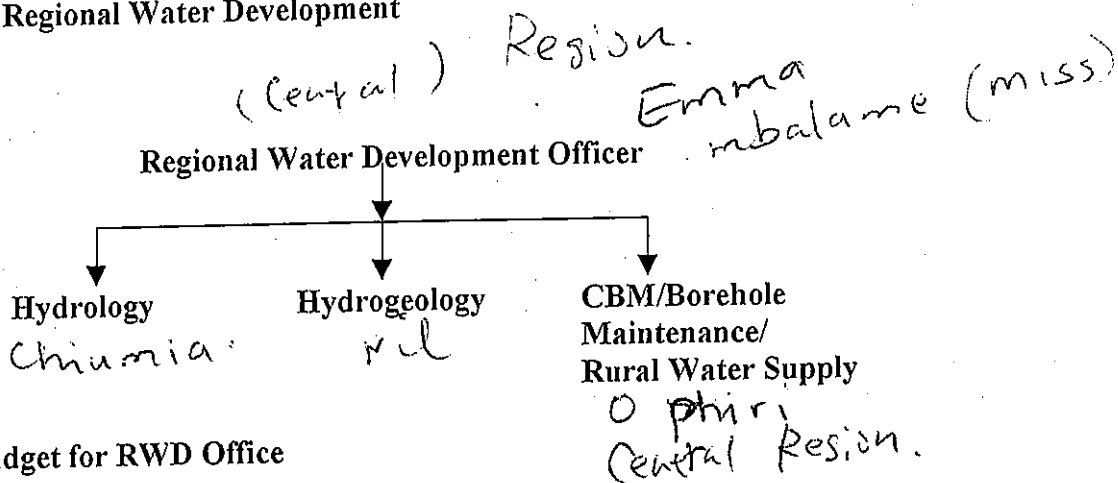 Regional Water Development
(Central) Region.
Emma
mbalame (miss)
Regional Water Development Officer
Hydrology
Chiumia.
Hydrogeology
Nil
CBM/Borehole
Maintenance/
Rural Water Supply
O phiri
Central Region.
dget for RWD Office